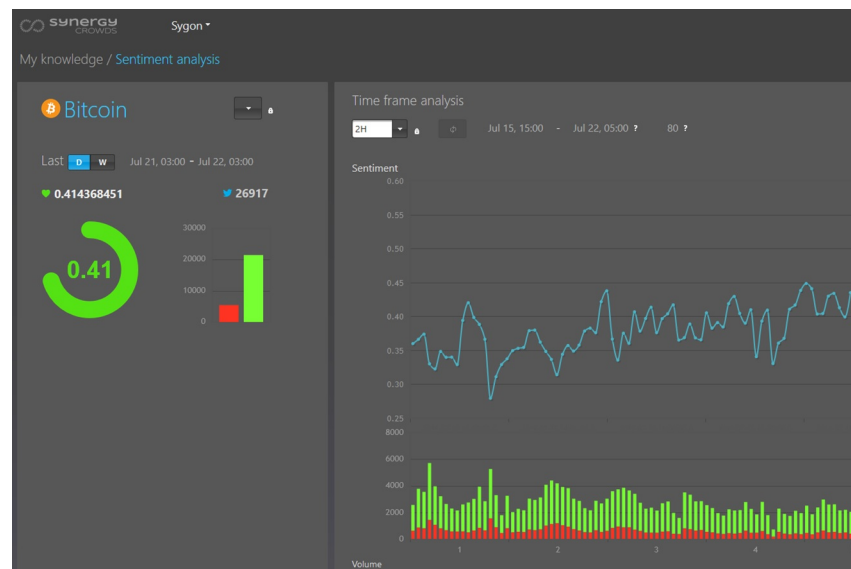 synergy
CROWDS
Sygon
My knowledge / Sentiment analysis
Bitcoin
Last D W Jul 21, 03:00 - Jul 22, 03:00
0.414368451
26917
0.41
30000
20000
10000
0
Time frame analysis
2H
Jul 15, 15:00 - Jul 22, 05:00 ?
80 ?
Sentiment
0.60
0.55
0.50
0.45
0.40
0.35
0.30
0.25
8000
6000
4000
2000
0
1 2 3 4
Volume